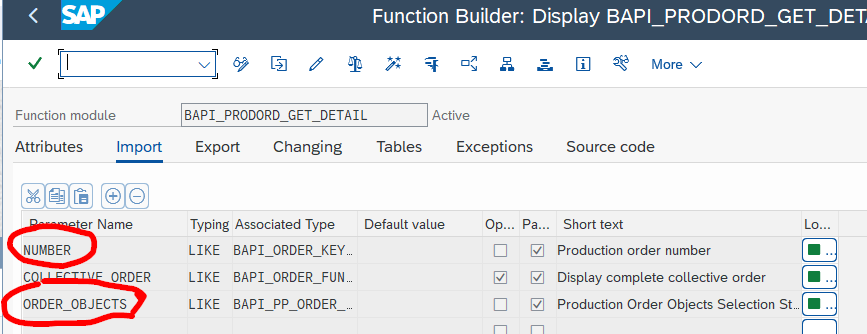 SAP
Function Builder: Display BAPI_PRODORD_GET_DETA
More
Function module BAPI_PRODORD_GET_DETAIL Active
Attributes Import Export Changing Tables Exceptions Source code
Parameter Name Typing Associated Type Default value Op... Pa... Short text Lo...
NUMBER LIKE BAPI_ORDER_KEY... Production order number ...
COLLECTIVE_ORDER LIKE BAPI_ORDER_FUN... Display complete collective order ...
ORDER_OBJECTS LIKE BAPI_PP_ORDER_... Production Order Objects Selection St... ...